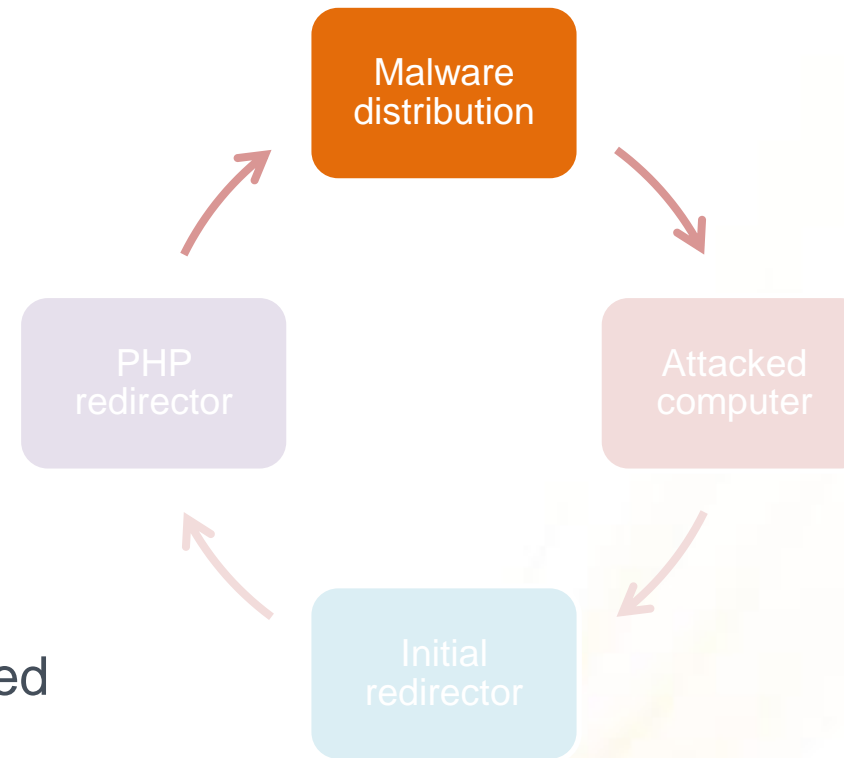 Malware
distribution
PHP
redirector
Attacked
computer
Initial
redirector
ed